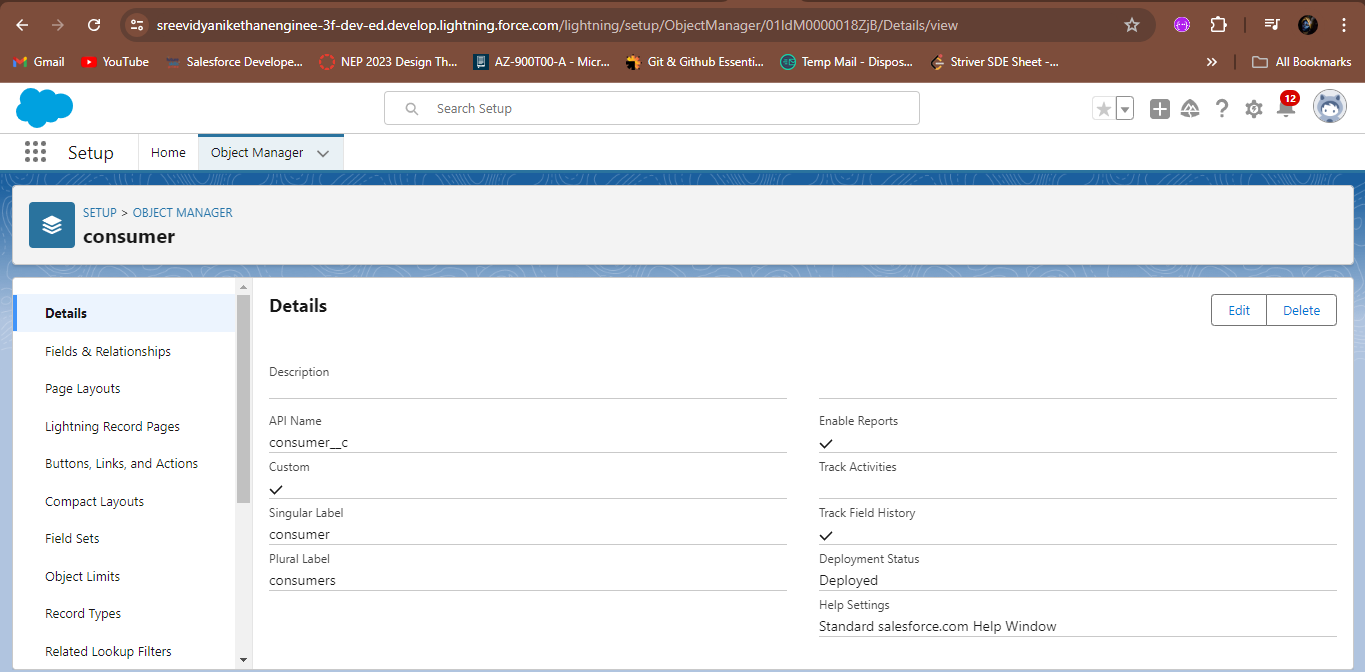 sreevidyanikethanenginee-3f-dev-ed.develop.lightning.force.com/lightning/setup/ObjectManager/01IdM0000018ZjB/Details/view
Gmail YouTube Salesforce Develope... NEP 2023 Design Th... AZ-900T00-A - Micr... Git & Github Essenti... Temp Mail - Dispos... Striver SDE Sheet -... » All Bookmarks
Search Setup 12
Setup Home Object Manager
SETUP > OBJECT MANAGER
consumer
Details
Fields & Relationships
Page Layouts
Lightning Record Pages
Buttons, Links, and Actions
Compact Layouts
Field Sets
Object Limits
Record Types
Related Lookup Filters
Details
Edit Delete
Description
API Name
consumer__c
Custom
Singular Label
consumer
Plural Label
consumers
Enable Reports
Track Activities
Track Field History
Deployment Status
Deployed
Help Settings
Standard salesforce.com Help Window